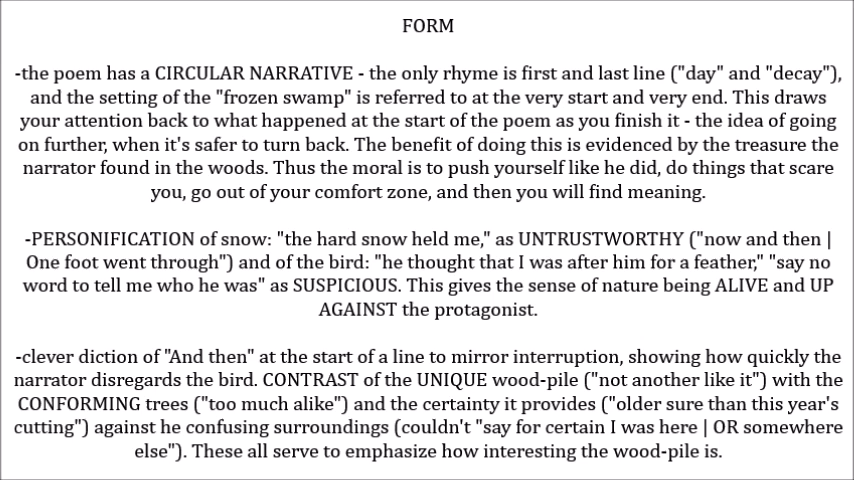 FORM
-the poem has a CIRCULAR NARRATIVE - the only rhyme is first and last line ("day" and "decay"),
and the setting of the "frozen swamp" is referred to at the very start and very end. This draws
your attention back to what happened at the start of the poem as you finish it - the idea of going
on further, when it's safer to turn back. The benefit of doing this is evidenced by the treasure the
narrator found in the woods. Thus the moral is to push yourself like he did, do things that scare
you, go out of your comfort zone, and then you will find meaning.
-PERSONIFICATION of snow: "the hard snow held me," as UNTRUSTWORTHY ("now and then |
One foot went through") and of the bird: "he thought that I was after him for a feather," "say no
word to tell me who he was" as SUSPICIOUS. This gives the sense of nature being ALIVE and UP
AGAINST the protagonist.
-clever diction of "And then" at the start of a line to mirror interruption, showing how quickly the
narrator disregards the bird. CONTRAST of the UNIQUE wood-pile ("not another like it") with the
CONFORMING trees ("too much alike") and the certainty it provides ("older sure than this year's
cutting") against he confusing surroundings (couldn't "say for certain I was here | OR somewhere
else"). These all serve to emphasize how interesting the wood-pile is.